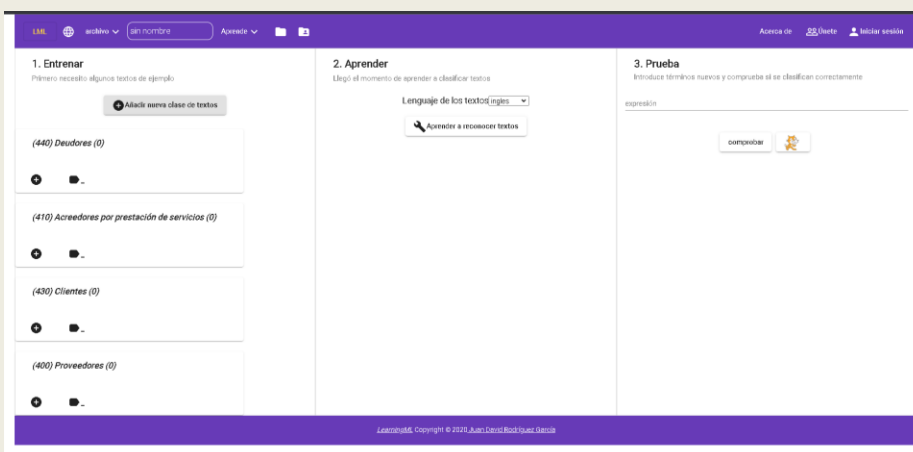 LML archivo sin nombre Aprende Acerca de Únete Iniciar sesión
1. Entrenar
Primero necesito algunos textos de ejemplo
Añadir nueva clase de textos
(440) Deudores (0)
(410) Acreedores por prestación de servicios (0)
(430) Clientes (0)
(400) Proveedores (0)
2. Aprender
Llegó el momento de aprender a clasificar textos
Lenguaje de los textos ingles
Aprender a reconocer textos
3. Prueba
Introduce términos nuevos y comprueba si se clasifican correctamente
expresión
comprobar
LearningML Copyright © 2020 Juan David Rodríguez García